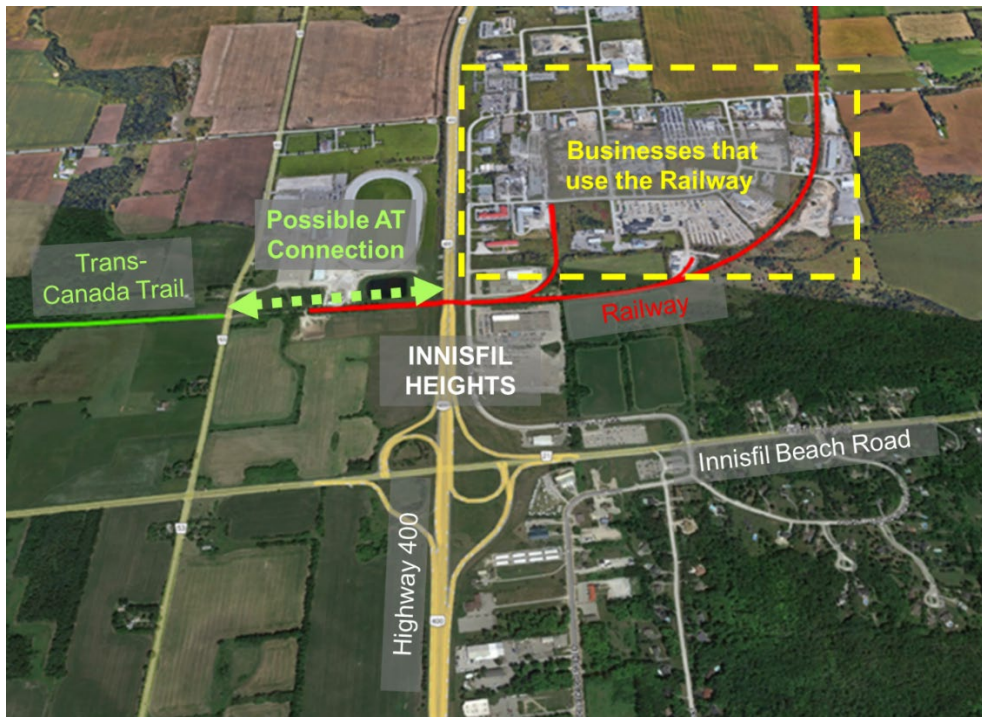 Businesses that
use the Railway
Possible AT
Connection
Trans-
Canada Trail
Railway
INNISFIL
HEIGHTS
Innisfil Beach Road
Highway 400
400